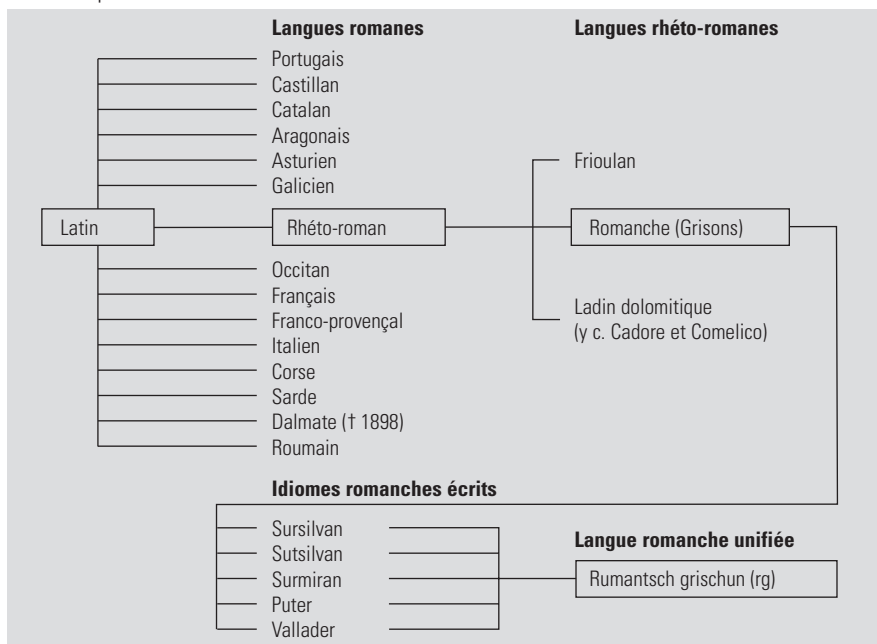 Langues romanes
Langues rhéto-romanes
Portugais
Castillan
Catalan
Aragonais
Asturien
Galicien
Frioulan
Latin
Rhéto-roman
Romanche (Grisons)
Occitan
Français
Franco-provençal
Italien
Corse
Sarde
Dalmate († 1898)
Roumain
Ladin dolomitique
(y c. Cadore et Comelico)
Idiomes romanches écrits
Sursilvan
Sutsilvan
Surmiran
Puter
Vallader
Langue romanche unifiée
Rumantsch grischun (rg)